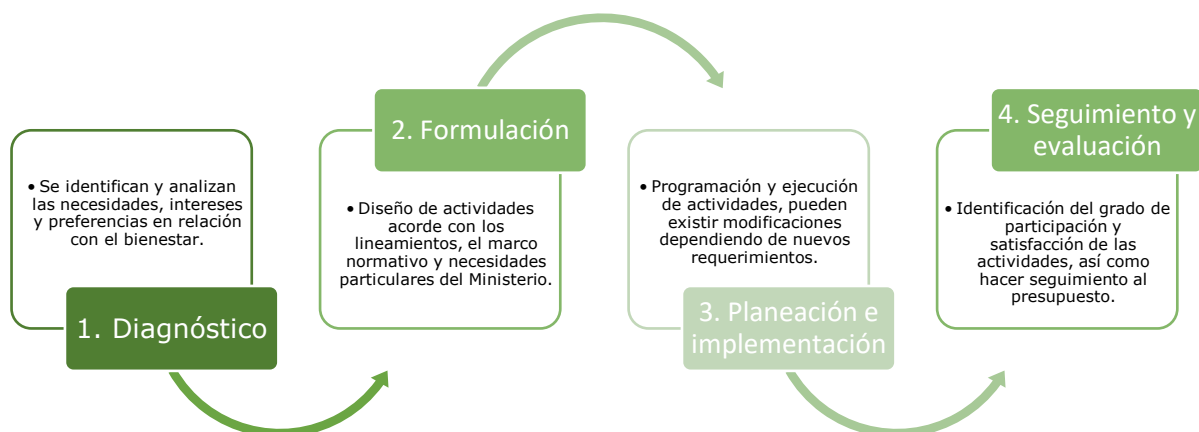 • Se identifican y analizan
las necesidades, intereses
y preferencias en relación
con el bienestar.
1. Diagnóstico
2. Formulación
• Diseño de actividades
acorde con los
lineamientos, el marco
normativo y necesidades
particulares del Ministerio.
• Programación y ejecución
de actividades, pueden
existir modificaciones
dependiendo de nuevos
requerimientos.
3. Planeación e
implementación
4. Seguimiento y
evaluación
• Identificación del grado de
participación y
satisfacción de las
actividades, así como
hacer seguimiento al
presupuesto.